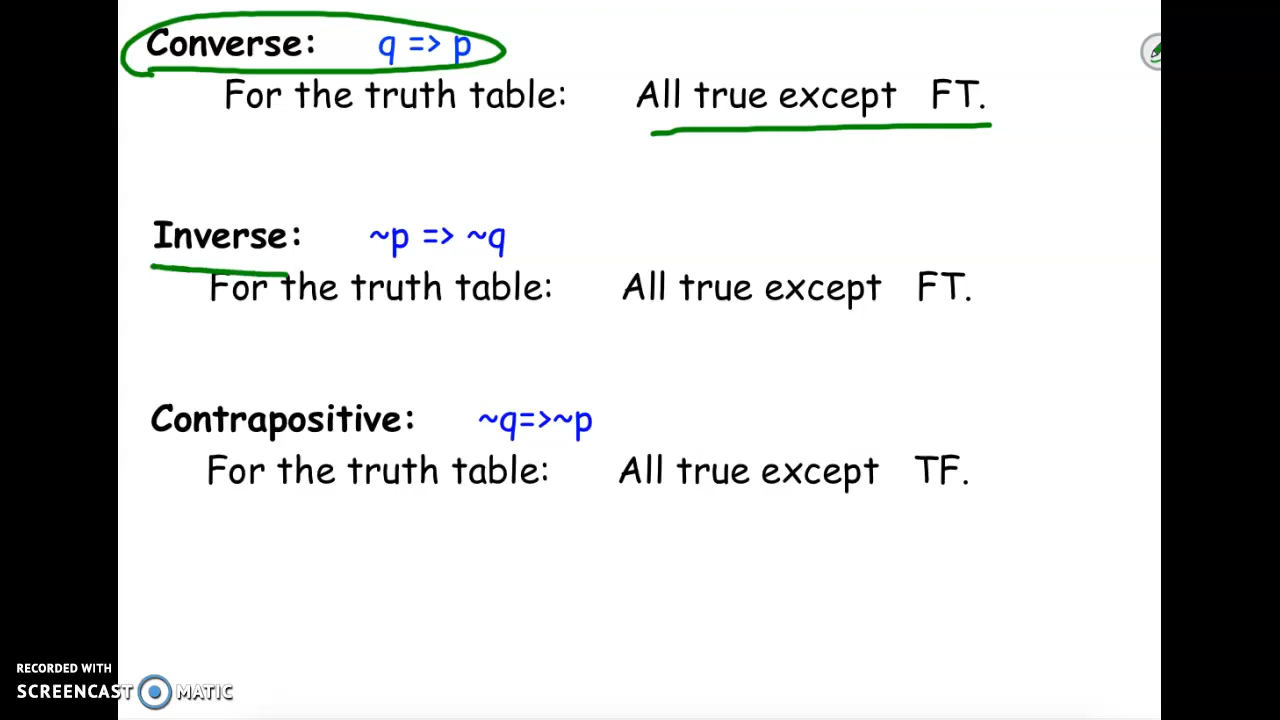 Converse: q => p
For the truth table: All true except FT.
Inverse: ~p => ~q
For the truth table: All true except FT.
Contrapositive: ~q=>~p
For the truth table: All true except TF.
RECORDED WITH
SCREENCAST MATIC